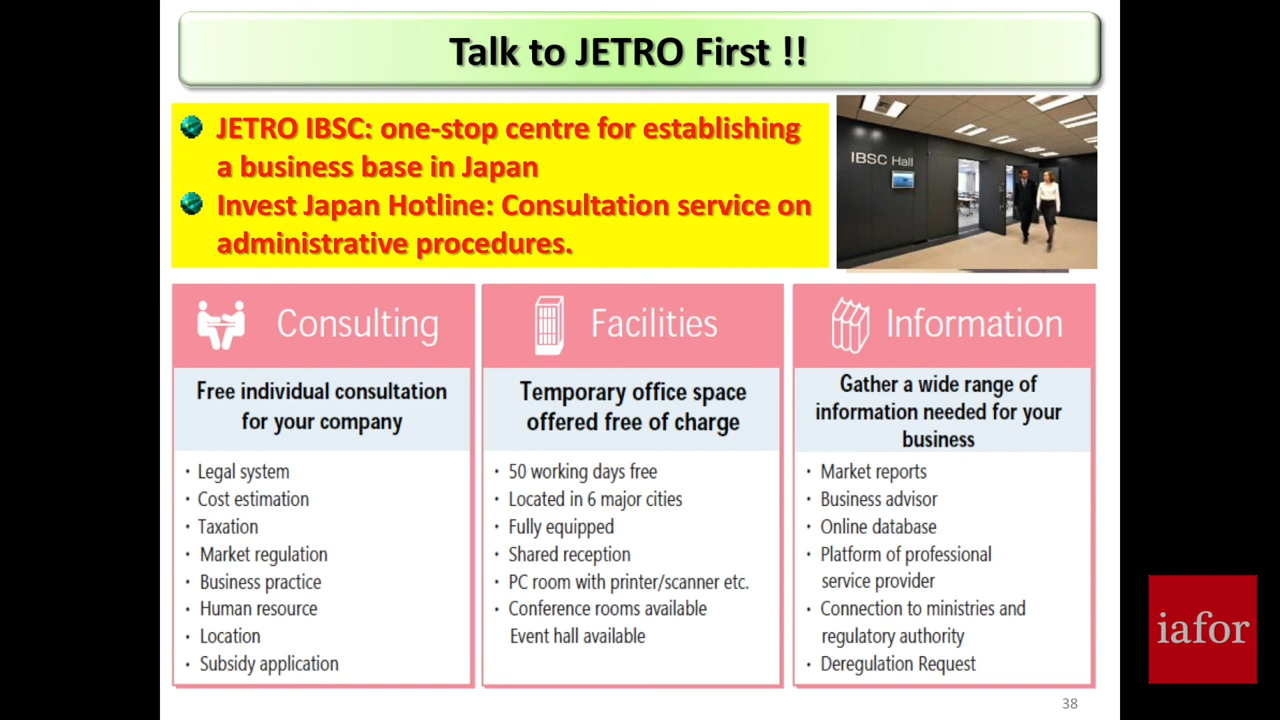 Talk to JETRO First !!
JETRO IBSC: one-stop centre for establishing
a business base in Japan
Invest Japan Hotline: Consultation service on
administrative procedures.
IBSC Hall
Consulting
Free individual consultation
for your company
· Legal system
· Cost estimation
· Taxation
· Market regulation
· Business practice
· Human resource
· Location
· Subsidy application
Facilities
Temporary office space
offered free of charge
· 50 working days free
· Located in 6 major cities
· Fully equipped
· Shared reception
· PC room with printer/scanner etc.
· Conference rooms available
Event hall available
Information
Gather a wide range of
information needed for your
business
· Market reports
· Business advisor
· Online database
· Platform of professional
service provider
· Connection to ministries and
regulatory authority
· Deregulation Request
iafor
38